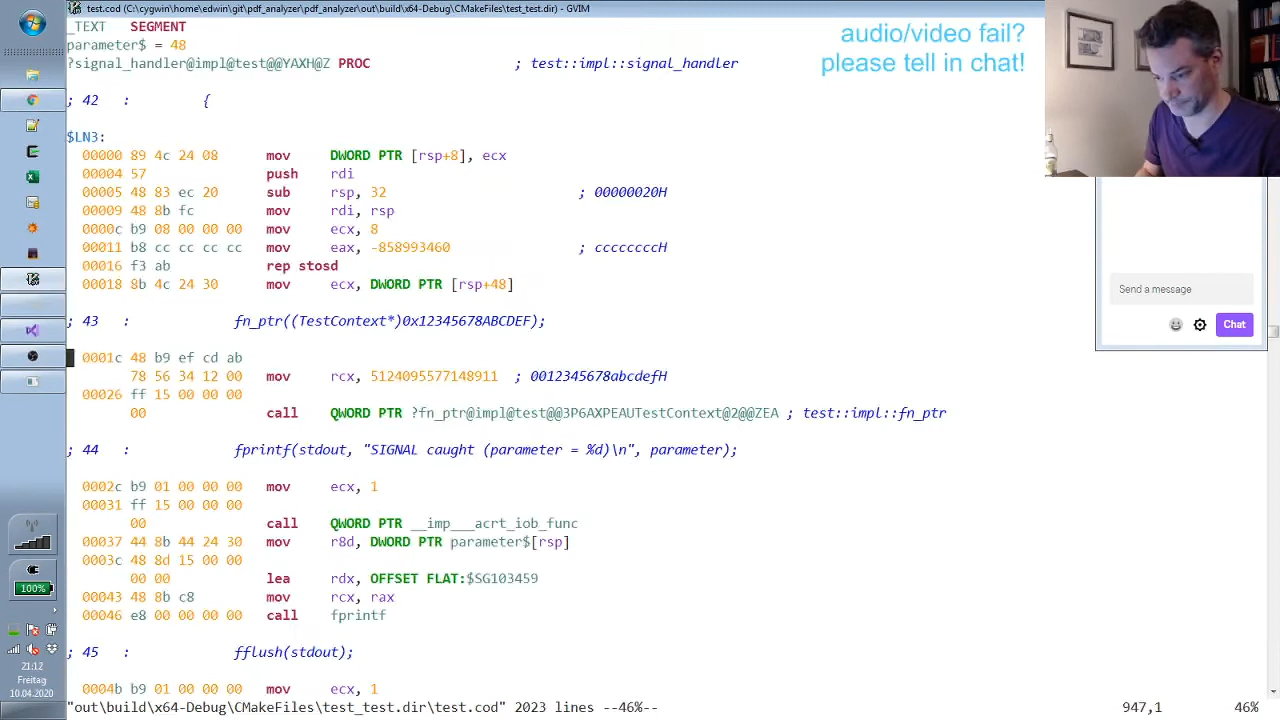 test.cod (C:\cygwin\home\edwin\git\pdf_analyzer\pdf_analyzer\out\build\x64-Debug\CMakeFiles\test_test.dir) - GVIM
audio/video fail?
please tell in chat!
_TEXT SEGMENT
parameter$ = 48
?signal_handler@impl@test@@YAXH@Z PROC ; test::impl::signal_handler
; 42 : {
$LN3:
00000 89 4c 24 08 mov DWORD PTR [rsp+8], ecx
00004 57 push rdi
00005 48 83 ec 20 sub rsp, 32 ; 00000020H
00009 48 8b fc mov rdi, rsp
0000c b9 08 00 00 00 mov ecx, 8
00011 b8 cc cc cc cc mov eax, -858993460 ; ccccccccH
00016 f3 ab rep stosd
00018 8b 4c 24 30 mov ecx, DWORD PTR [rsp+48]
; 43 : fn_ptr((TestContext*)0x12345678ABCDEF);
0001c 48 b9 ef cd ab
78 56 34 12 00 mov rcx, 5124095577148911 ; 0012345678abcdefH
00026 ff 15 00 00 00
00 call QWORD PTR ?fn_ptr@impl@test@@3P6AXPEAUTestContext@2@@ZEA ; test::impl::fn_ptr
; 44 : fprintf(stdout, "SIGNAL caught (parameter = %d)\n", parameter);
0002c b9 01 00 00 00 mov ecx, 1
00031 ff 15 00 00 00
00 call QWORD PTR __imp___acrt_iob_func
00037 44 8b 44 24 30 mov r8d, DWORD PTR parameter$[rsp]
0003c 48 8d 15 00 00
00 00 lea rdx, OFFSET FLAT:$SG103459
00043 48 8b c8 mov rcx, rax
00046 e8 00 00 00 00 call fprintf
; 45 : fflush(stdout);
0004b b9 01 00 00 00 mov ecx, 1
"out\build\x64-Debug\CMakeFiles\test_test.dir\test.cod" 2023 lines --46%-- 947,1 46%
Send a message
Chat
100%
21:12
Freitag
10.04.2020